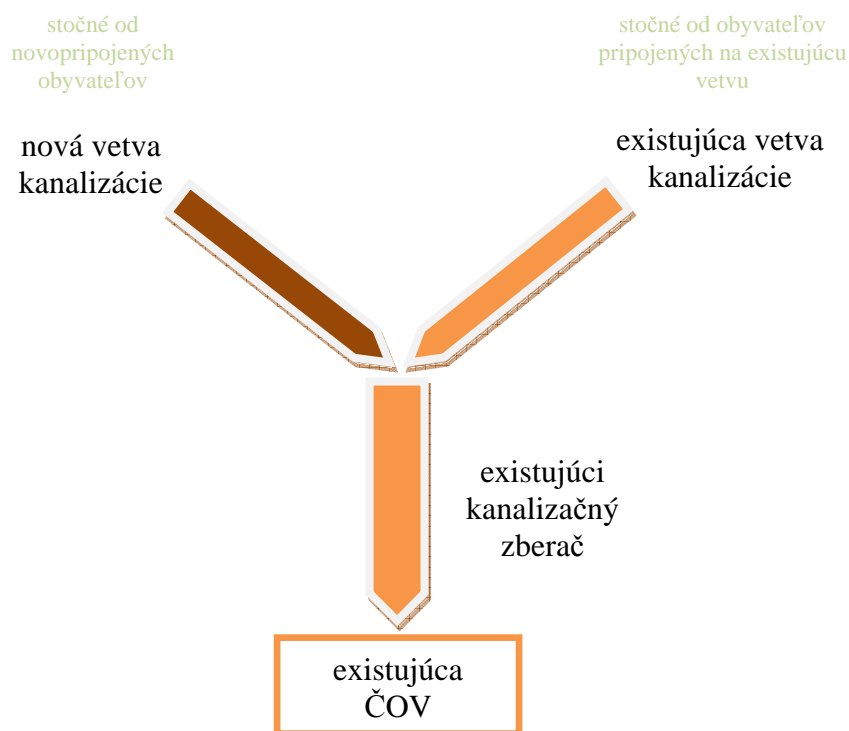 stočné od
novopripojených
obyvateľov
stočné od obyvateľov
pripojených na existujúcu
vetvu
nová vetva
kanalizácie
existujúca vetva
kanalizácie
existujúci
kanalizačný
zberač
existujúca
ČOV